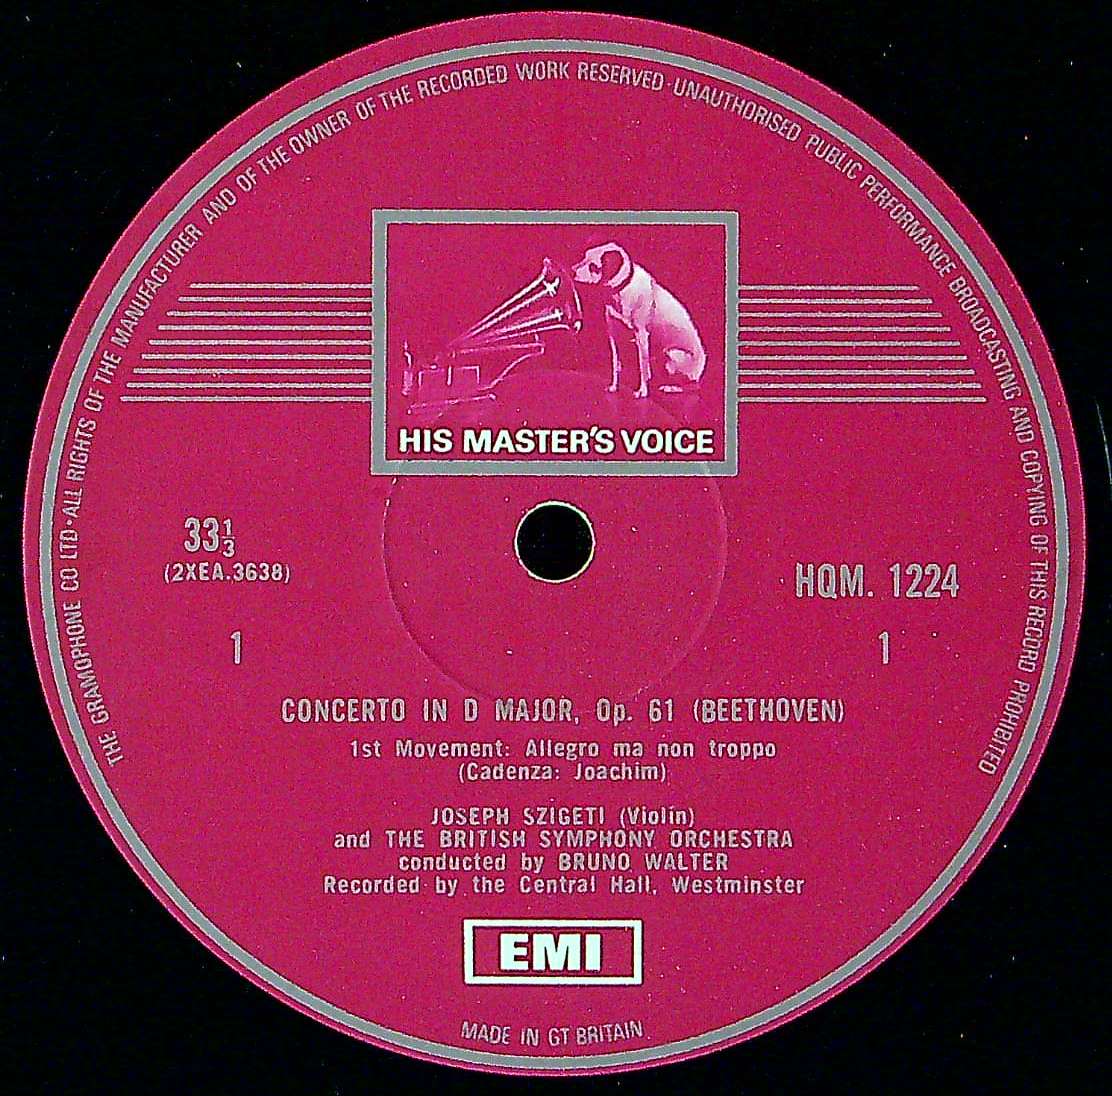 THE GRAMOPHONE CO LTD · ALL RIGHTS OF THE MANUFACTURER AND OF THE OWNER OF THE RECORDED WORK RESERVED · UNAUTHORISED PUBLIC PERFORMANCE BROADCASTING AND COPYING OF THIS RECORD PROHIBITED
HIS MASTER'S VOICE
33⅓
(2XEA.3638)
HQM. 1224
1
1
CONCERTO IN D MAJOR, Op. 61 (BEETHOVEN)
1st Movement: Allegro ma non troppo
(Cadenza: Joachim)
JOSEPH SZIGETI (Violin)
and THE BRITISH SYMPHONY ORCHESTRA
conducted by BRUNO WALTER
Recorded by the Central Hall, Westminster
EMI
MADE IN GT BRITAIN